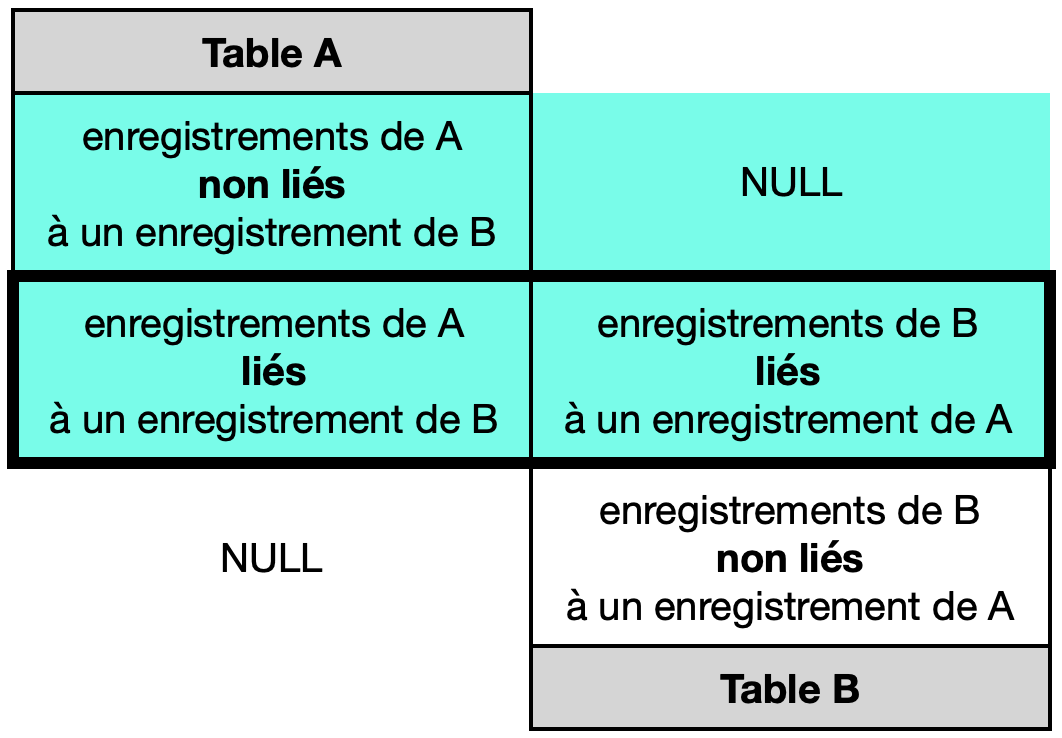 Table A
enregistrements de A
non liés
à un enregistrement de B
NULL
enregistrements de A
liés
à un enregistrement de B
enregistrements de B
liés
à un enregistrement de A
NULL
enregistrements de B
non liés
à un enregistrement de A
Table B